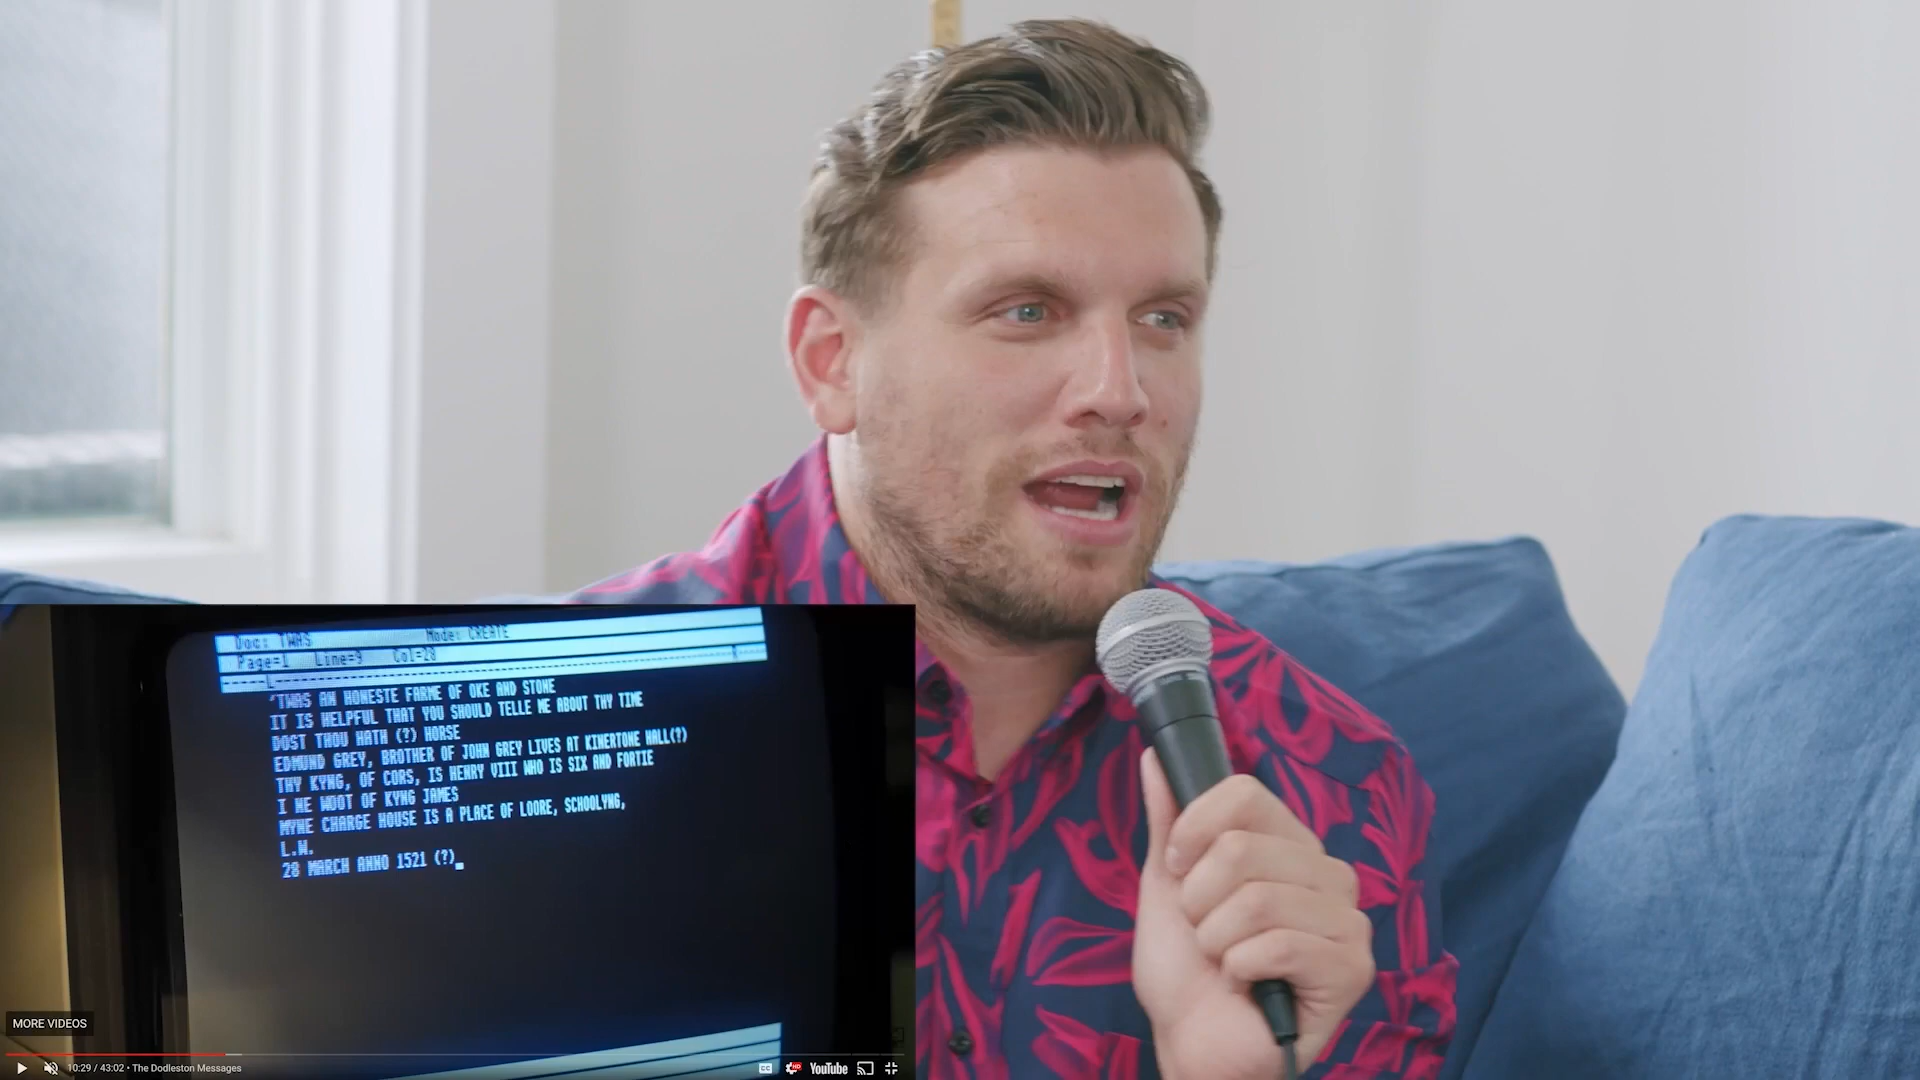 Doc: TWAS Mode: CREATE
Page=1 Line=9 Col=28
'TWAS AN HONESTE FARME OF OKE AND STONE
IT IS HELPFUL THAT YOU SHOULD TELLE ME ABOUT THY TIME
DOST THOU HATH (?) HORSE
EDMUND GREY, BROTHER OF JOHN GREY LIVES AT KINERTONE HALL(?)
THY KYNG, OF CORS, IS HENRY VIII WHO IS SIX AND FORTIE
I NE WOOT OF KYNG JAMES
MYNE CHARGE HOUSE IS A PLACE OF LOORE, SCHOOLYNG,
L.W.
28 MARCH ANNO 1521 (?)
MORE VIDEOS
10:29 / 43:02 • The Dodleston Messages
CC
HD
YouTube